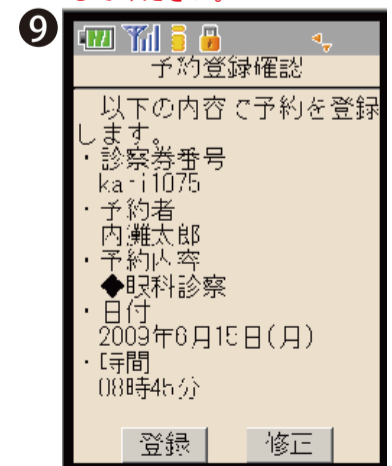 ❾
予約登録確認
以下の内容で予約を登録
します。
・診察券番号
kari1075
・予約者
内灘太郎
・予約内容
◆眼科診察
・日付
2009年6月15日(月)
・時間
08時45分
登録 修正